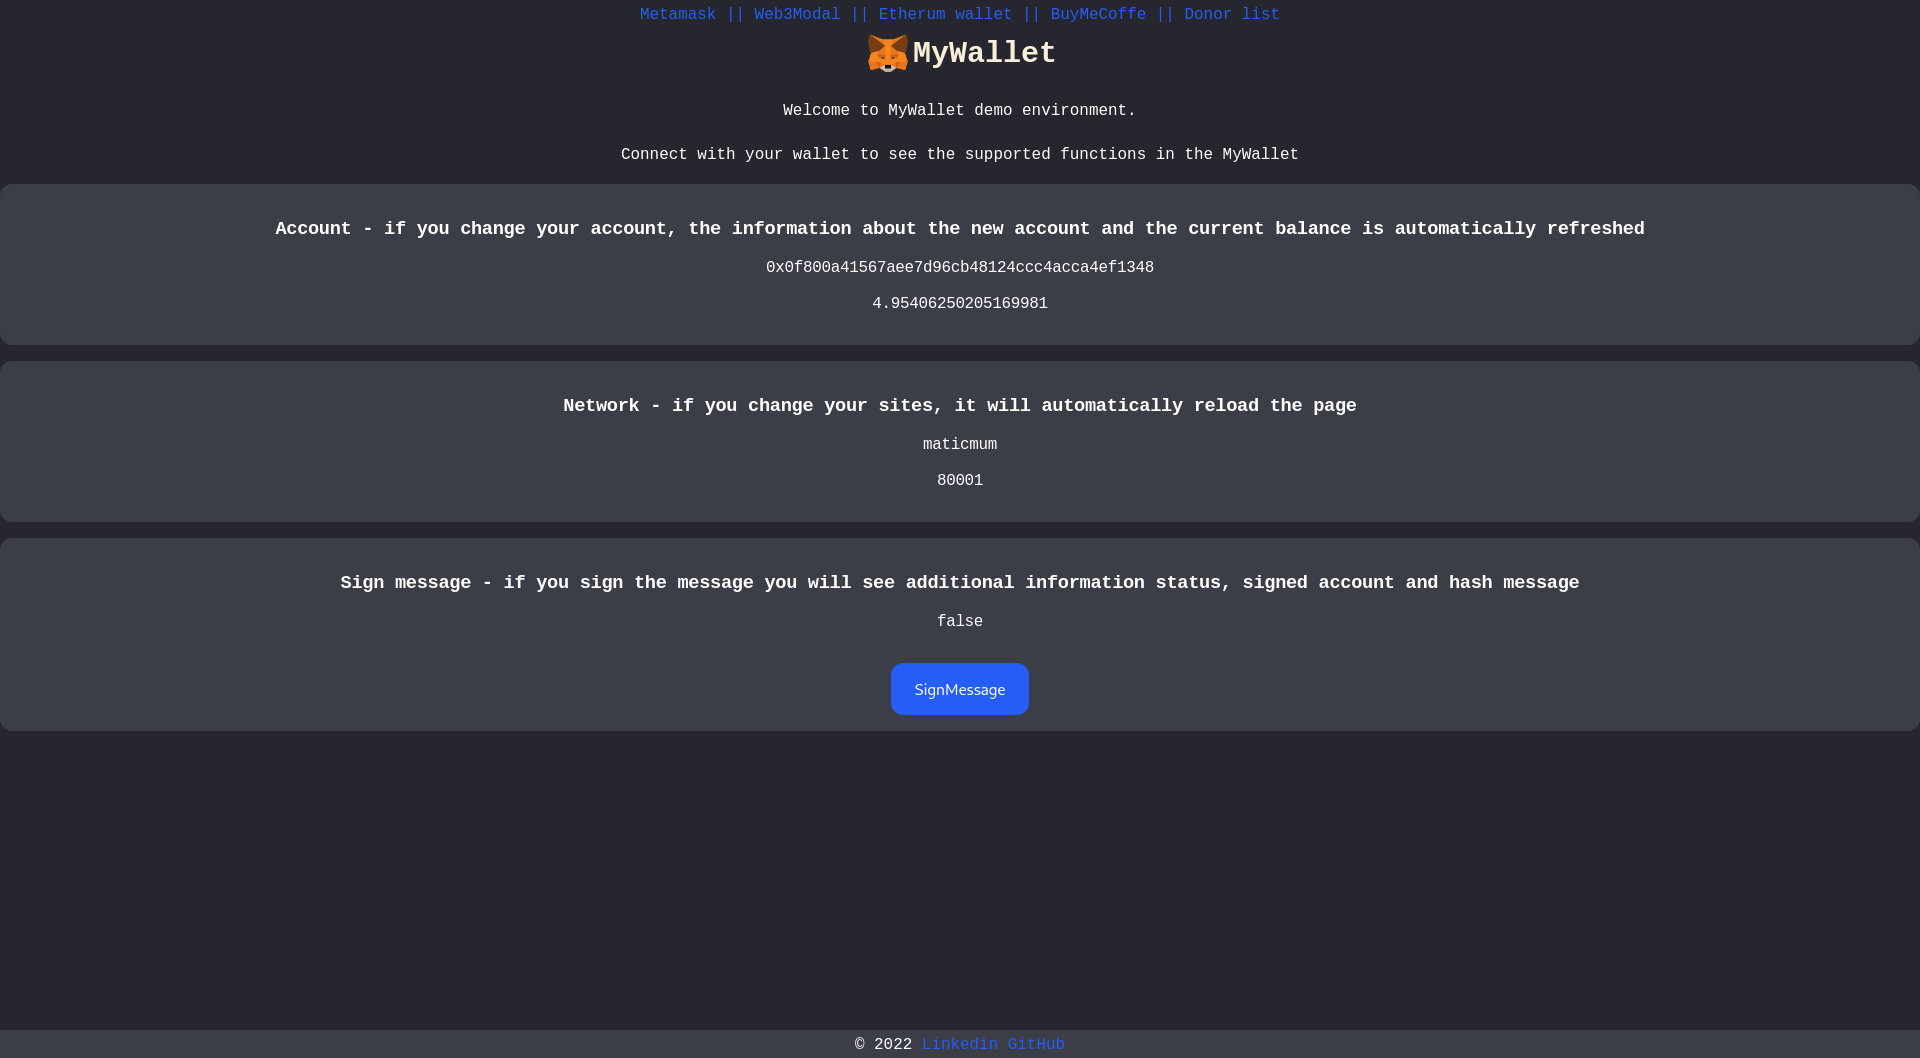 Metamask || Web3Modal || Etherum wallet || BuyMeCoffe || Donor list
MyWallet
Welcome to MyWallet demo environment.
Connect with your wallet to see the supported functions in the MyWallet
Account - if you change your account, the information about the new account and the current balance is automatically refreshed
0x0f800a41567aee7d96cb48124ccc4acca4ef1348
4.95406250205169981
Network - if you change your sites, it will automatically reload the page
maticmum
80001
Sign message - if you sign the message you will see additional information status, signed account and hash message
false
SignMessage
© 2022 Linkedin GitHub